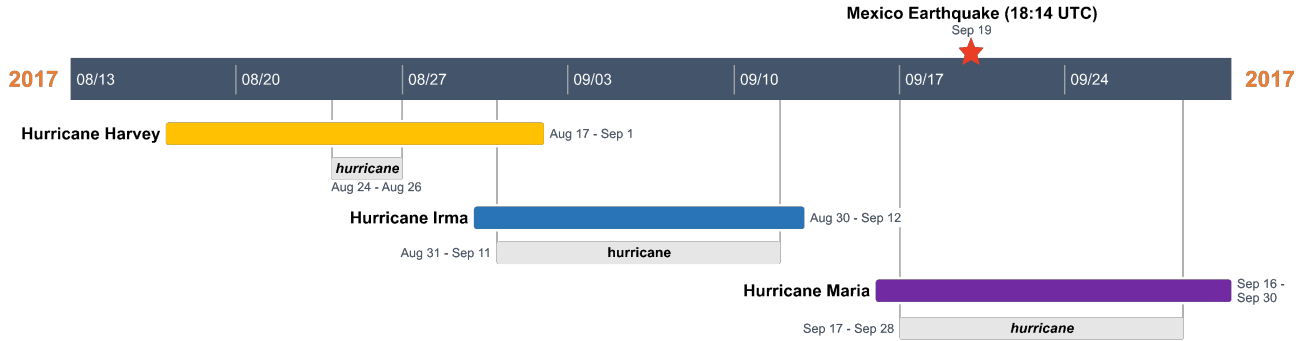 Mexico Earthquake (18:14 UTC)
Sep 19
2017 08/13 08/20 08/27 09/03 09/10 09/17 09/24 2017
Hurricane Harvey Aug 17 - Sep 1
hurricane
Aug 24 - Aug 26
Hurricane Irma Aug 30 - Sep 12
Aug 31 - Sep 11 hurricane
Hurricane Maria Sep 16 -
Sep 30
Sep 17 - Sep 28 hurricane